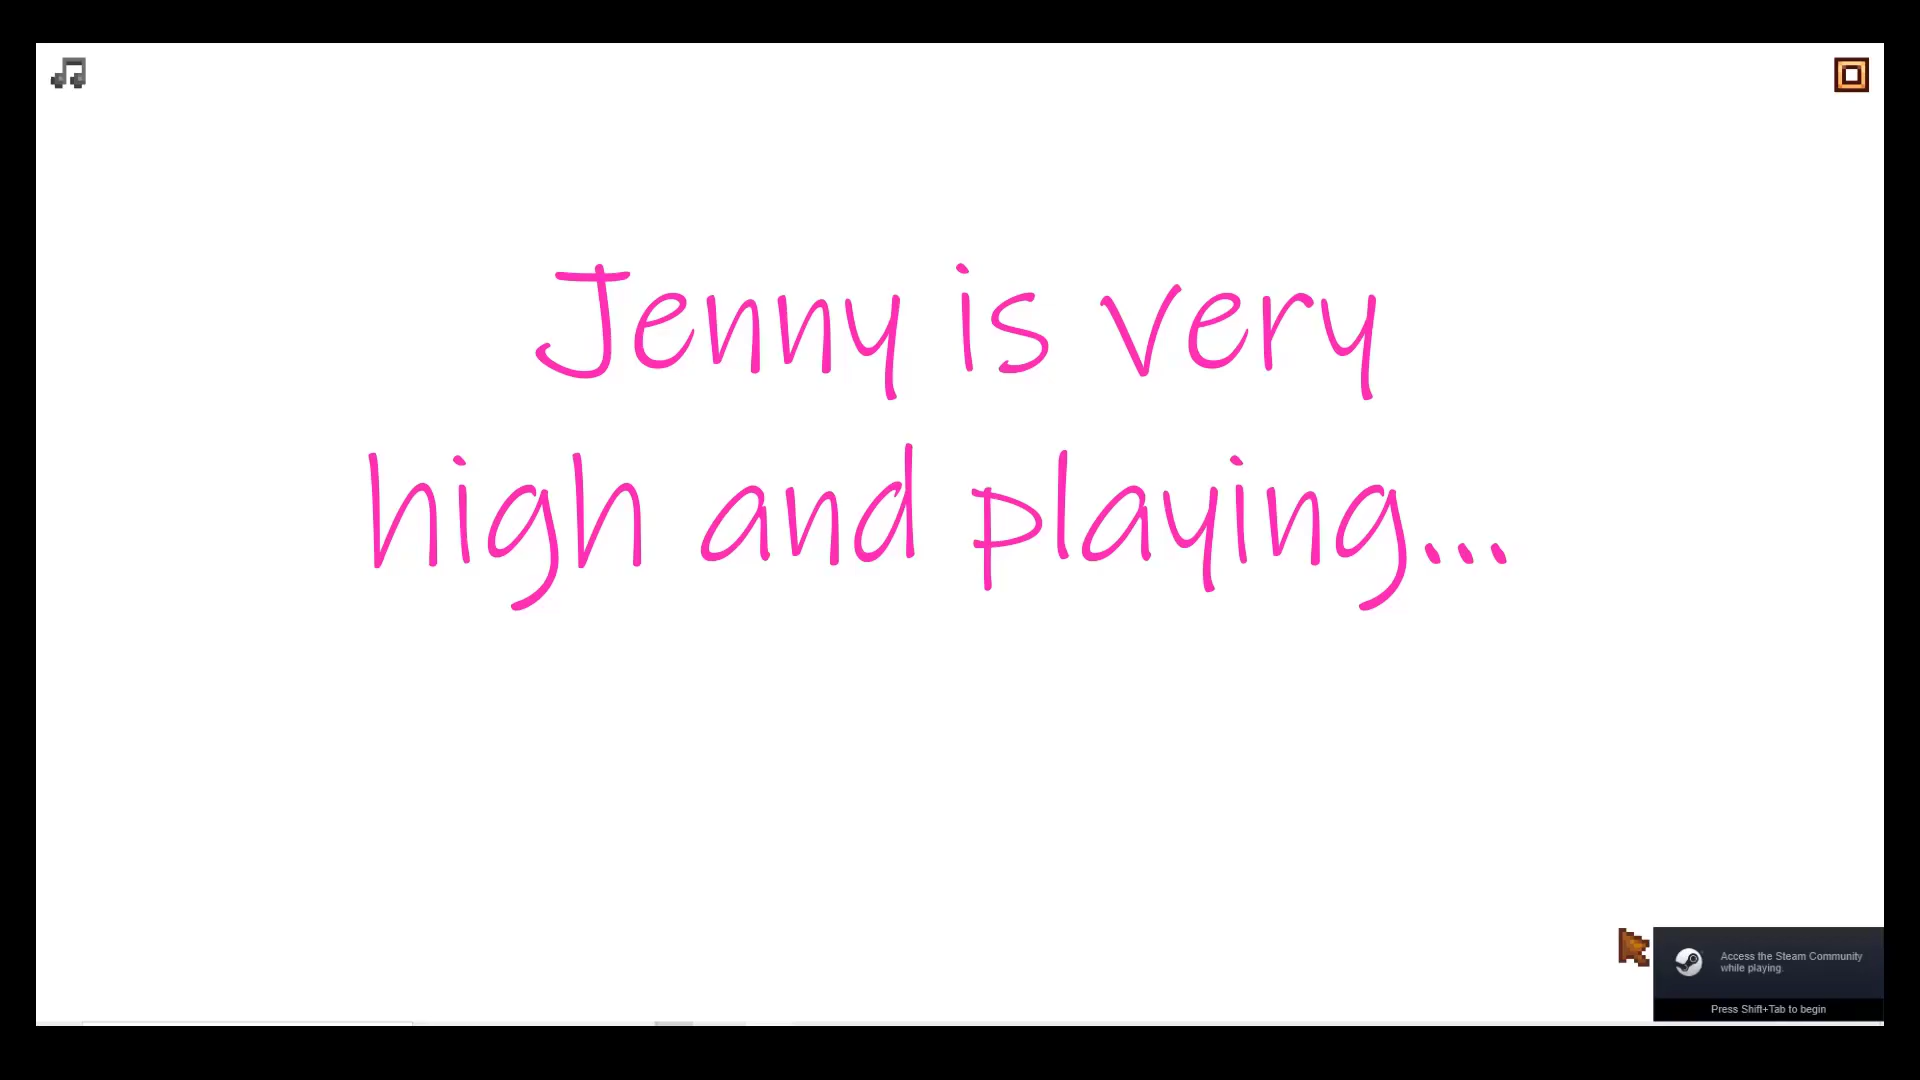 Jenny is very
high and playing...
Access the Steam Community
while playing.
Press Shift+Tab to begin